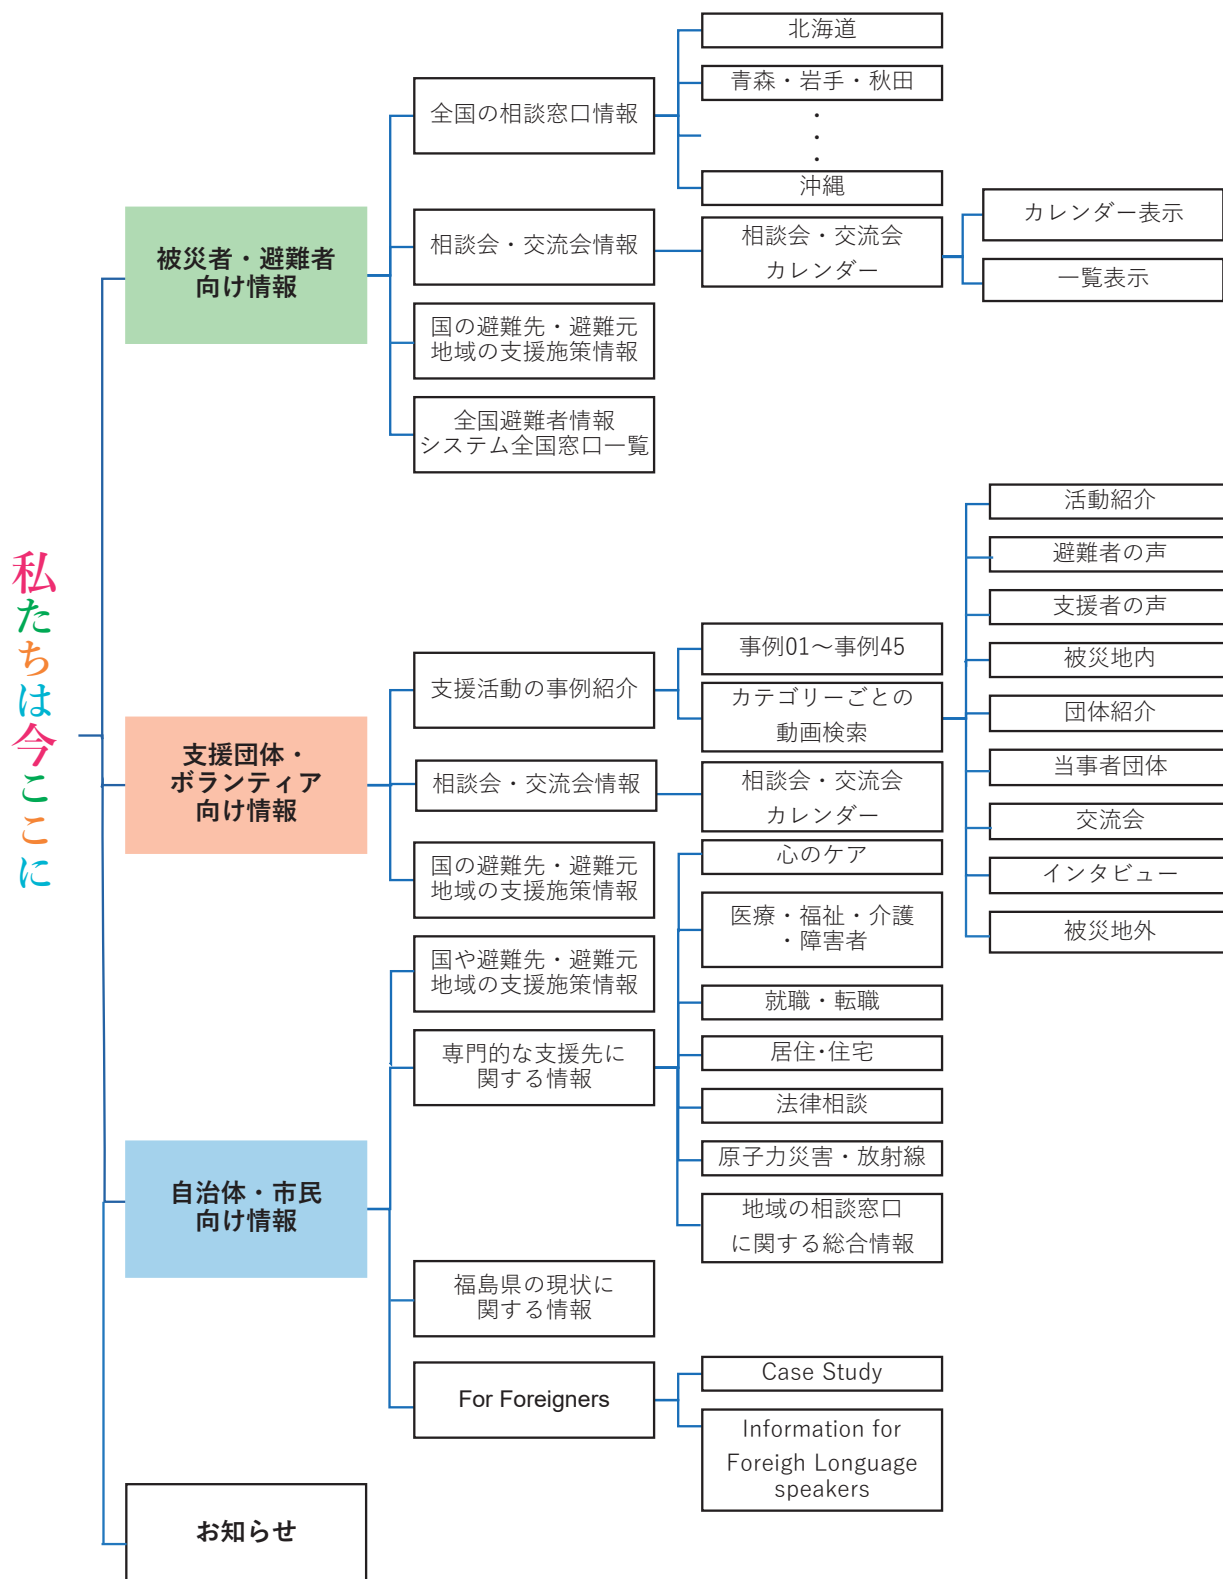 私たちは今ここに
被災者・避難者
向け情報
全国の相談窓口情報
北海道
青森・岩手・秋田
・
・
・
沖縄
相談会・交流会情報
相談会・交流会
カレンダー
カレンダー表示
一覧表示
国の避難先・避難元
地域の支援施策情報
全国避難者情報
システム全国窓口一覧
支援団体・
ボランティア
向け情報
支援活動の事例紹介
事例01～事例45
カテゴリーごとの
動画検索
活動紹介
避難者の声
支援者の声
被災地内
団体紹介
当事者団体
交流会
インタビュー
被災地外
相談会・交流会情報
相談会・交流会
カレンダー
国の避難先・避難元
地域の支援施策情報
自治体・市民
向け情報
国や避難先・避難元
地域の支援施策情報
専門的な支援先に
関する情報
心のケア
医療・福祉・介護
・障害者
就職・転職
居住・住宅
法律相談
原子力災害・放射線
地域の相談窓口
に関する総合情報
福島県の現状に
関する情報
For Foreigners
Case Study
Information for
Foreigh Language
speakers
お知らせ